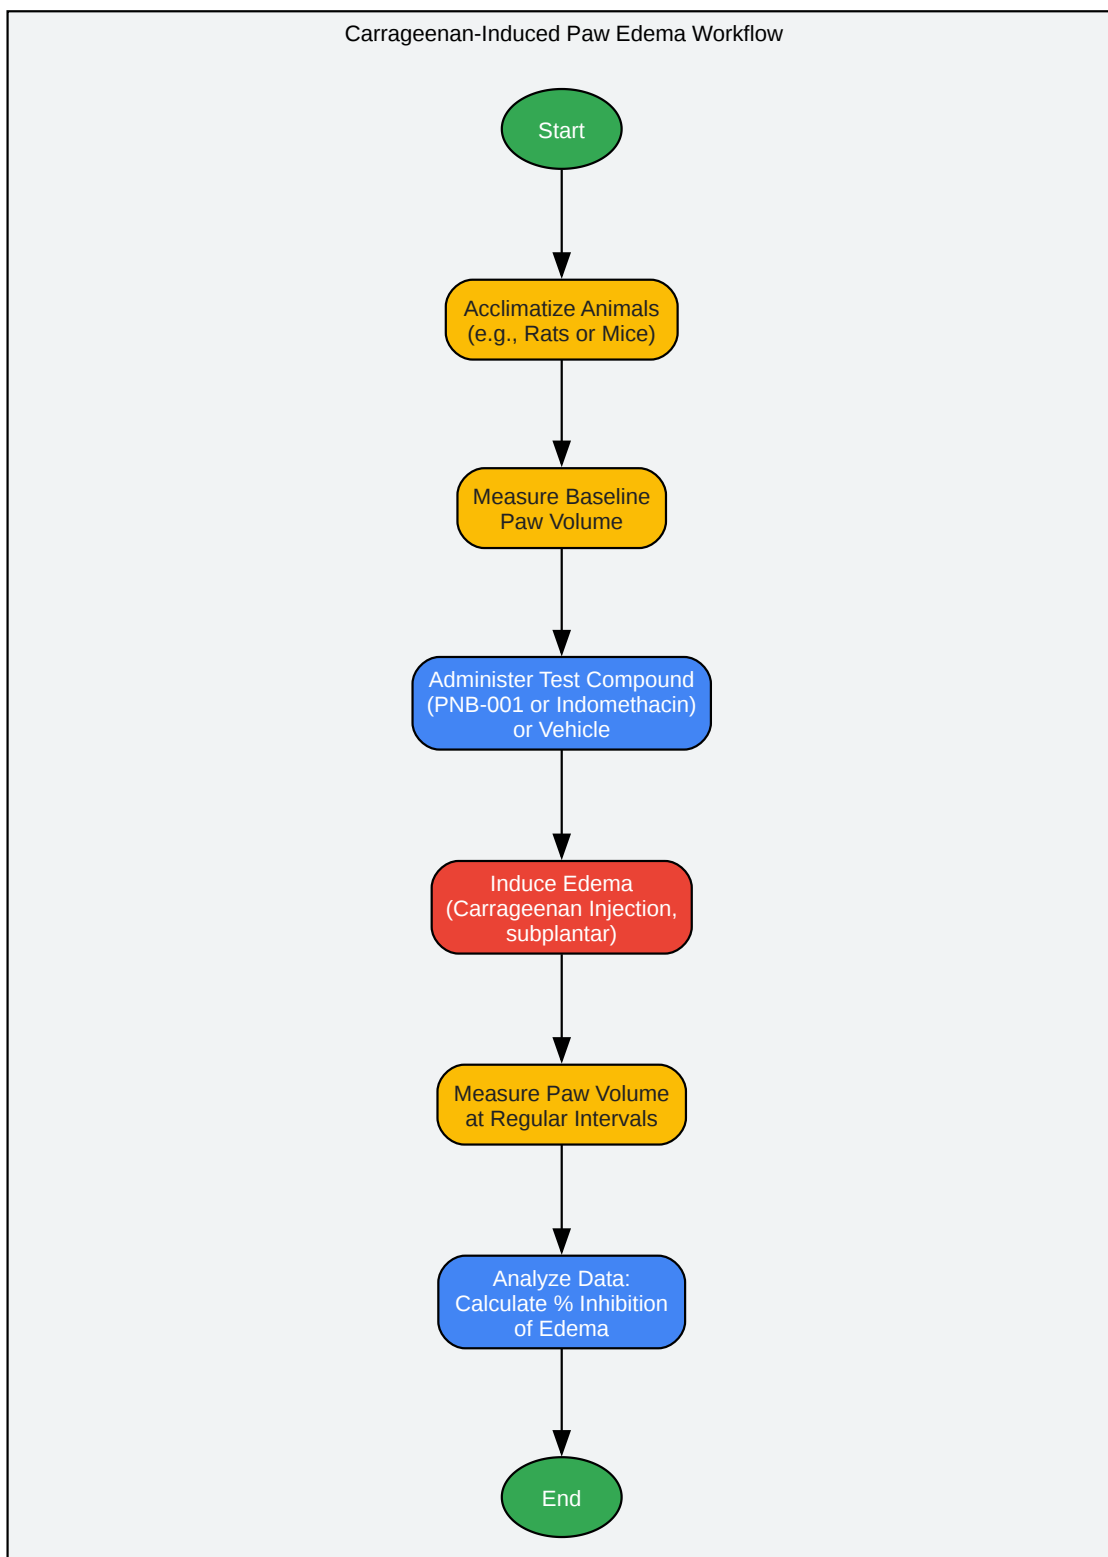 Carrageenan-Induced Paw Edema Workflow
Start
Acclimatize Animals
(e.g., Rats or Mice)
Measure Baseline
Paw Volume
Administer Test Compound
(PNB-001 or Indomethacin)
or Vehicle
Induce Edema
(Carrageenan Injection,
subplantar)
Measure Paw Volume
at Regular Intervals
Analyze Data:
Calculate % Inhibition
of Edema
End